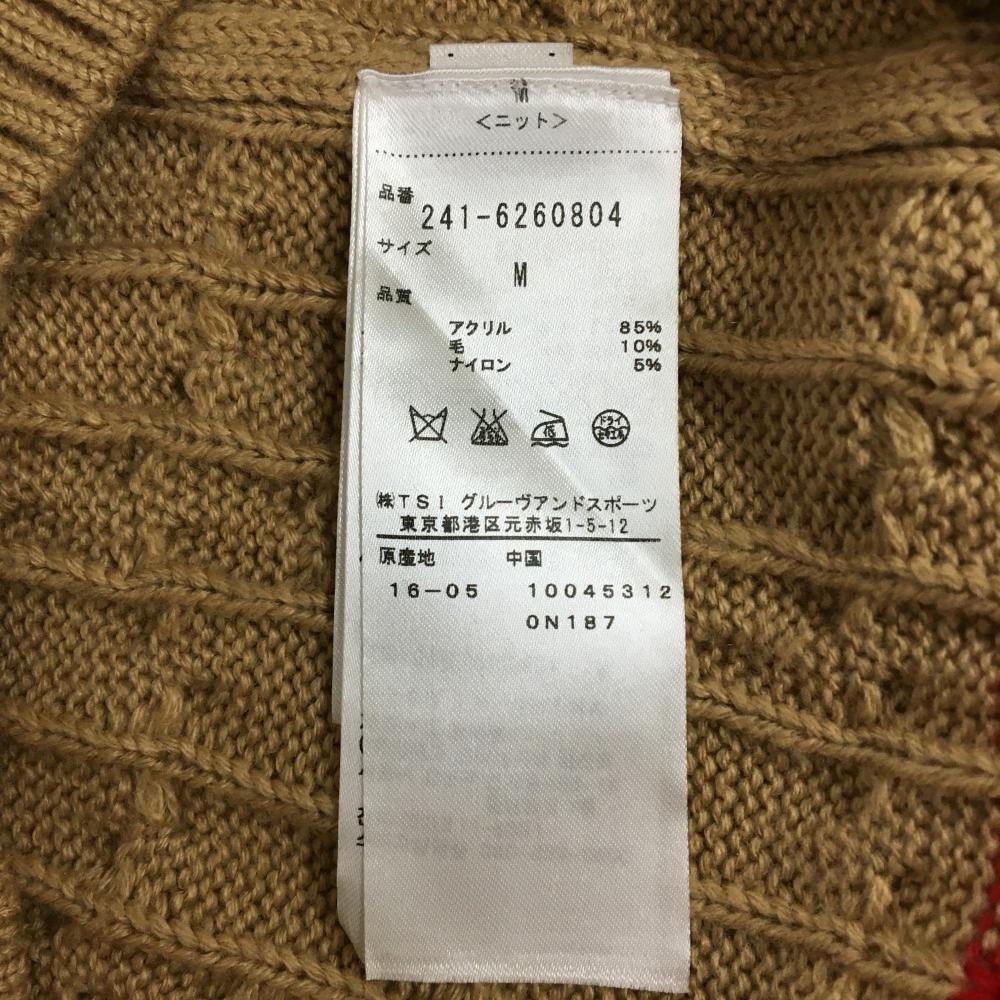 M
<ニット>
品番
241-6260804
サイズ
M
品質
アクリル 85%
毛 10%
ナイロン 5%
ドライ
㈱TSI グルーヴアンドスポーツ
東京都港区元赤坂1-5-12
原産地 中国
16-05 10045312
0N187